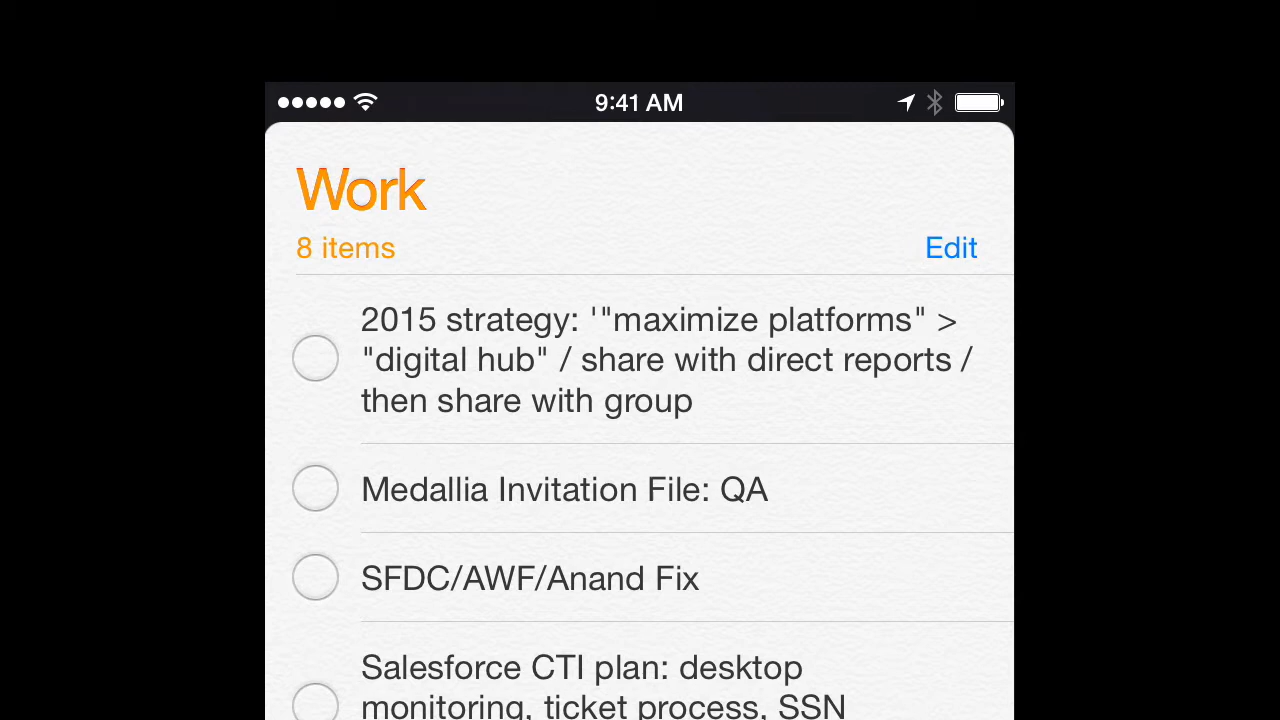 9:41 AM
Work
8 items
Edit
2015 strategy: '"maximize platforms" >
"digital hub" / share with direct reports /
then share with group
Medallia Invitation File: QA
SFDC/AWF/Anand Fix
Salesforce CTI plan: desktop
monitoring, ticket process, SSN